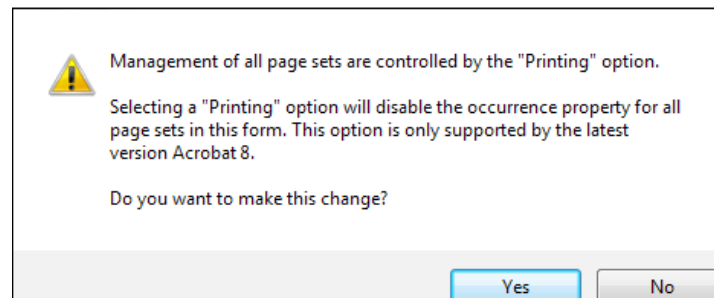 Management of all page sets are controlled by the "Printing" option.
Selecting a "Printing" option will disable the occurrence property for all
page sets in this form. This option is only supported by the latest
version Acrobat 8.
Do you want to make this change?
Yes
No